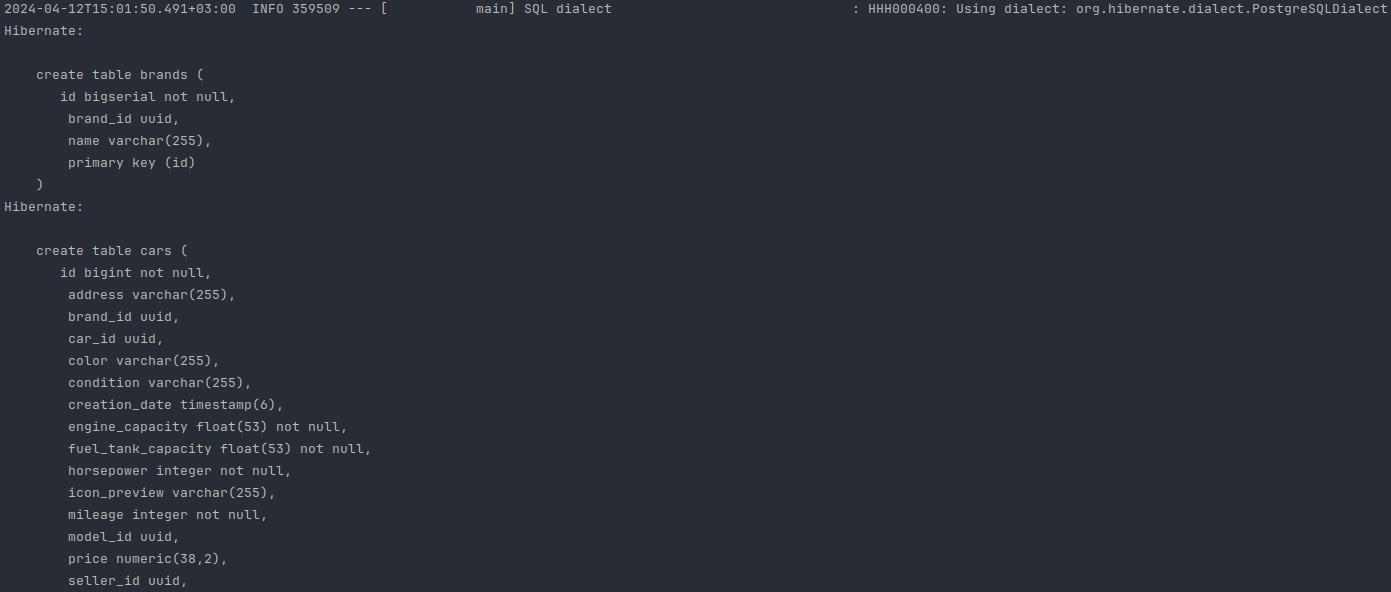 2024-04-12T15:01:50.491+03:00  INFO 359509 --- [           main] SQL dialect                              : HHH000400: Using dialect: org.hibernate.dialect.PostgreSQLDialect
Hibernate:
    create table brands (
       id bigserial not null,
        brand_id uuid,
        name varchar(255),
        primary key (id)
    )
Hibernate:
    create table cars (
       id bigint not null,
        address varchar(255),
        brand_id uuid,
        car_id uuid,
        color varchar(255),
        condition varchar(255),
        creation_date timestamp(6),
        engine_capacity float(53) not null,
        fuel_tank_capacity float(53) not null,
        horsepower integer not null,
        icon_preview varchar(255),
        mileage integer not null,
        model_id uuid,
        price numeric(38,2),
        seller_id uuid,